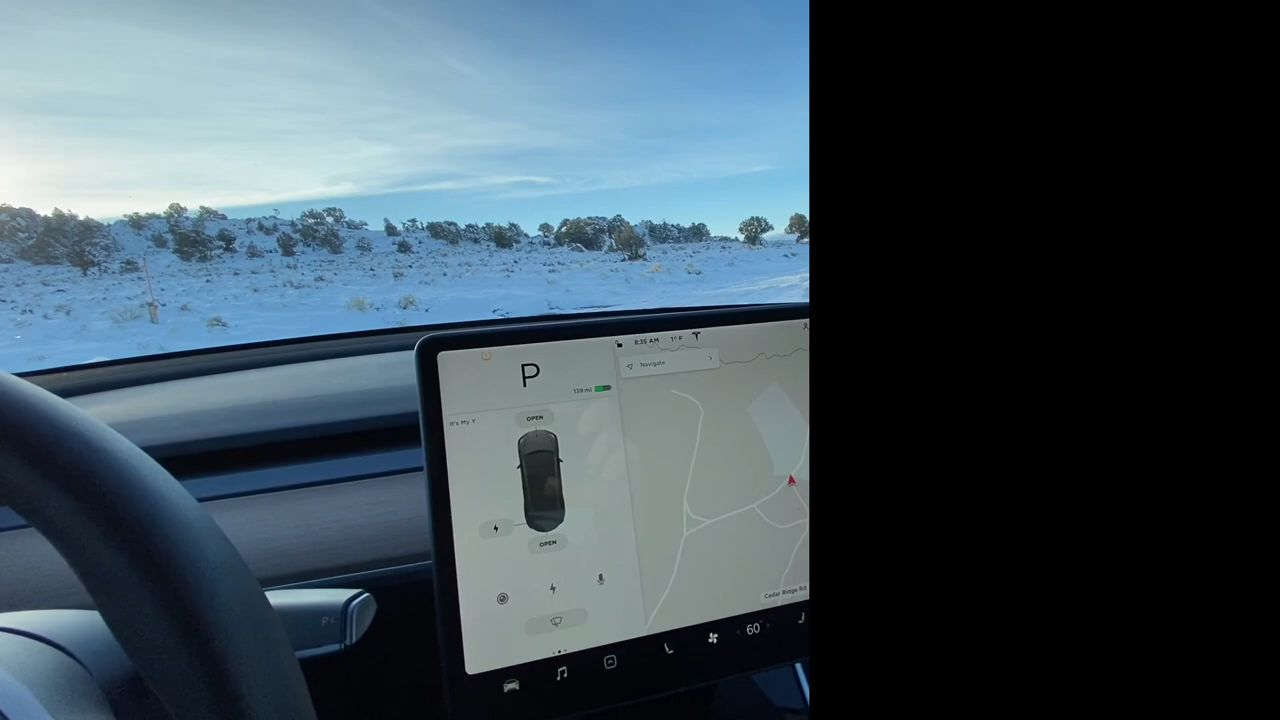 8:35 AM 1° F
Navigate
P
139 mi
It's My Y
OPEN
OPEN
Cedar Ridge Rd
60
P